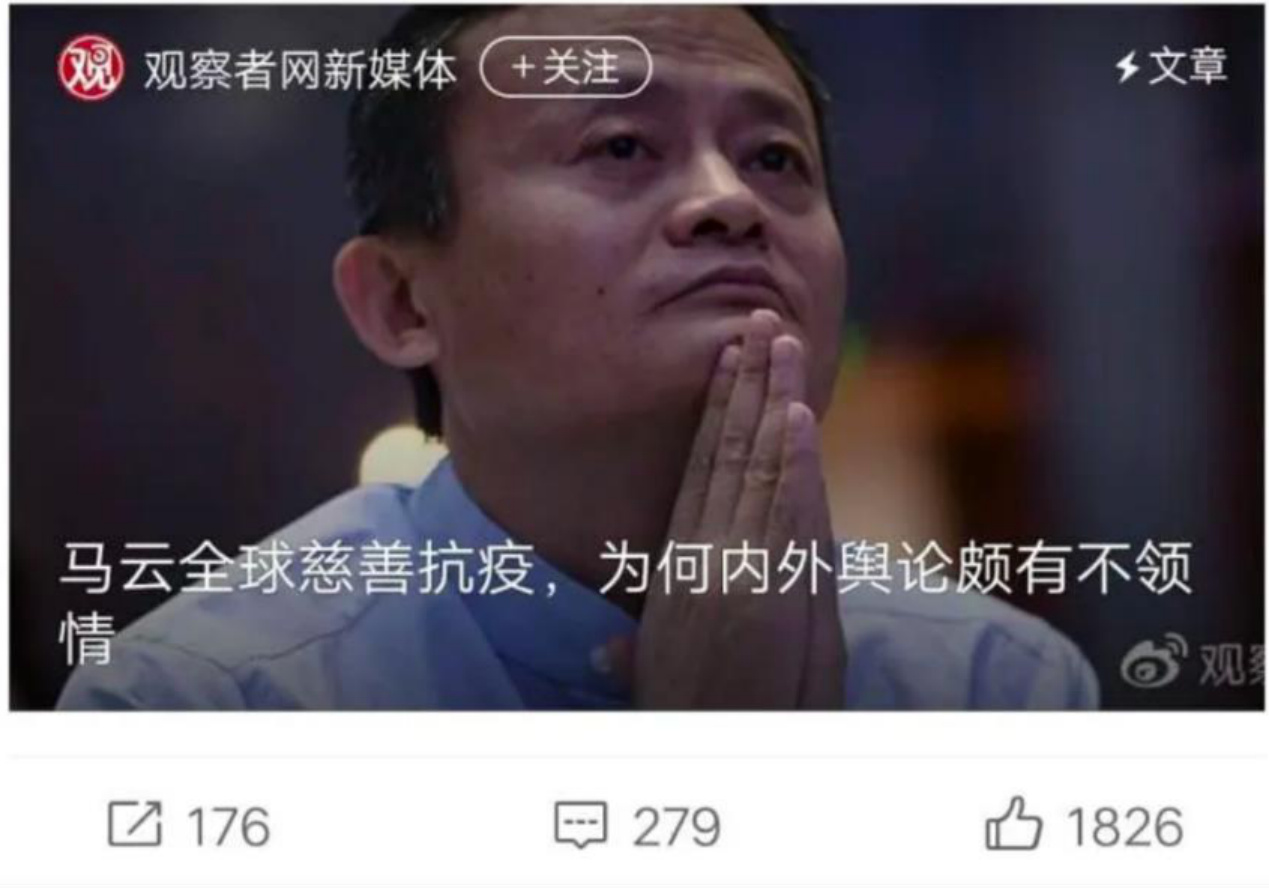 观 观察者网新媒体 +关注 文章
马云全球慈善抗疫，为何内外舆论颇有不领
情
观察
176 279 1826